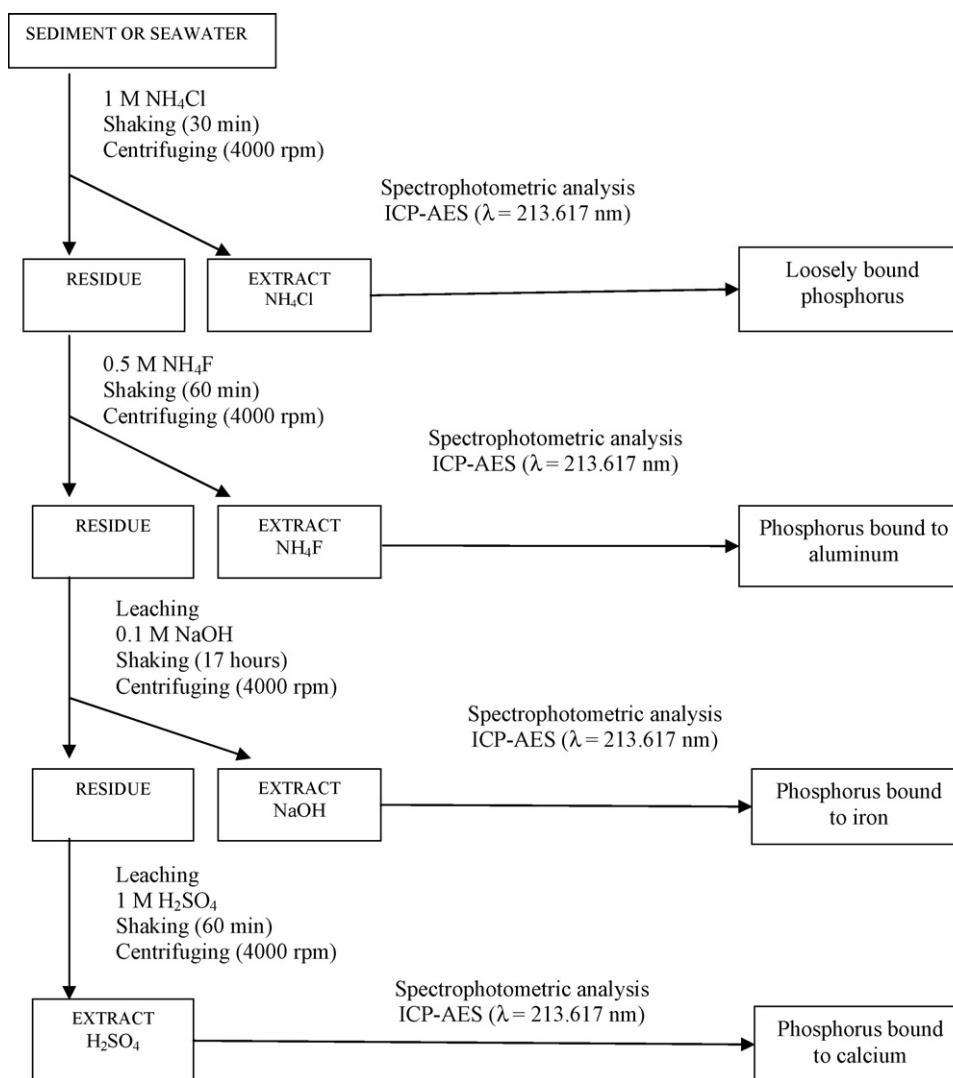 SEDIMENT OR SEAWATER
1 M NH₄Cl
Shaking (30 min)
Centrifuging (4000 rpm)
Spectrophotometric analysis
ICP-AES (λ = 213.617 nm)
RESIDUE
EXTRACT
NH₄Cl
Loosely bound
phosphorus
0.5 M NH₄F
Shaking (60 min)
Centrifuging (4000 rpm)
Spectrophotometric analysis
ICP-AES (λ = 213.617 nm)
RESIDUE
EXTRACT
NH₄F
Phosphorus bound to
aluminum
Leaching
0.1 M NaOH
Shaking (17 hours)
Centrifuging (4000 rpm)
Spectrophotometric analysis
ICP-AES (λ = 213.617 nm)
RESIDUE
EXTRACT
NaOH
Phosphorus bound
to iron
Leaching
1 M H₂SO₄
Shaking (60 min)
Centrifuging (4000 rpm)
Spectrophotometric analysis
ICP-AES (λ = 213.617 nm)
EXTRACT
H₂SO₄
Phosphorus bound
to calcium